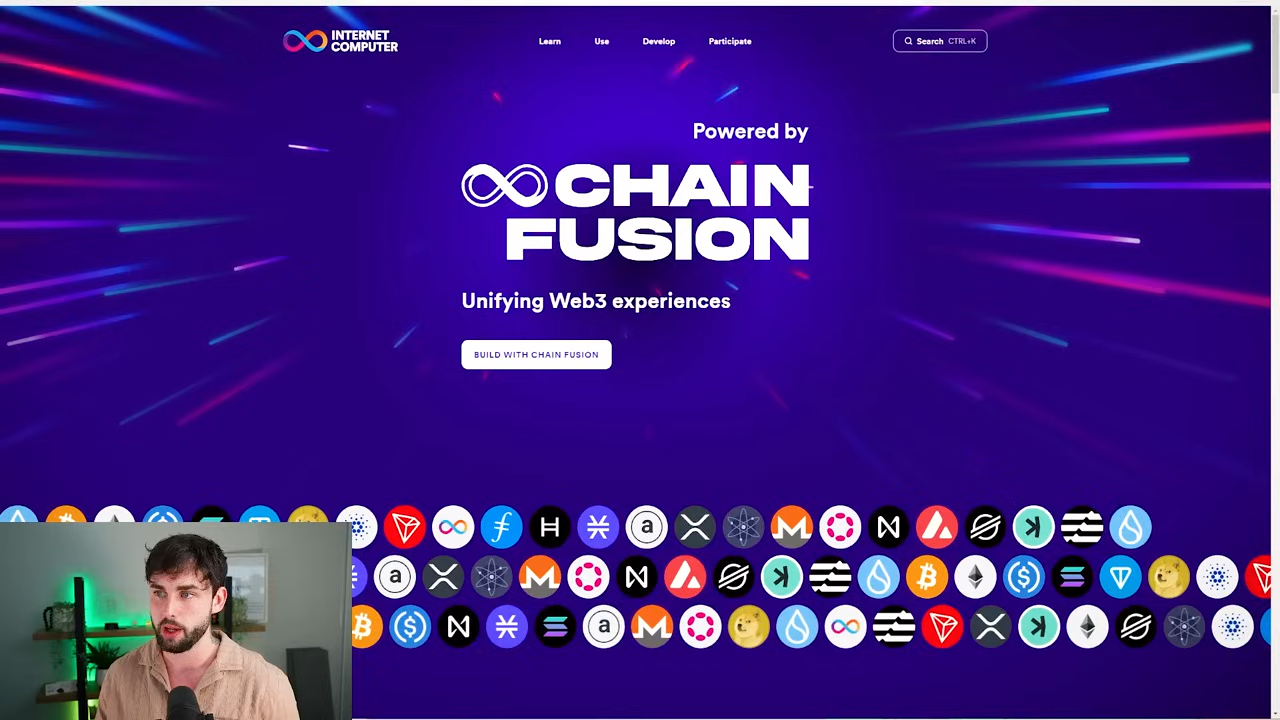 INTERNET
COMPUTER
Learn
Use
Develop
Participate
Search CTRL+K
Powered by
CHAIN
FUSION
Unifying Web3 experiences
BUILD WITH CHAIN FUSION